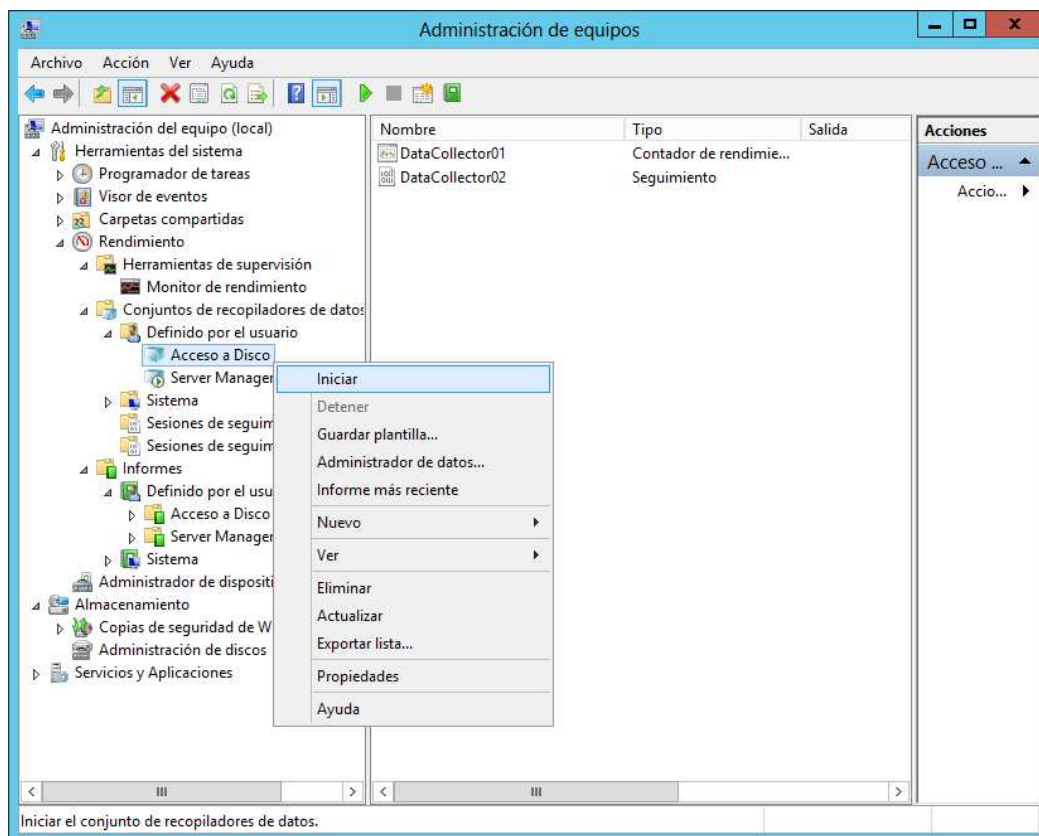 Administración de equipos
Archivo Acción Ver Ayuda
Administración del equipo (local)
Herramientas del sistema
Programador de tareas
Visor de eventos
Carpetas compartidas
Rendimiento
Herramientas de supervisión
Monitor de rendimiento
Conjuntos de recopiladores de datos
Definido por el usuario
Acceso a Disco
Server Manager
Sistema
Sesiones de seguim
Sesiones de seguim
Informes
Definido por el usu
Acceso a Disco
Server Manager
Sistema
Administrador de dispositi
Almacenamiento
Copias de seguridad de W
Administración de discos
Servicios y Aplicaciones
Iniciar
Detener
Guardar plantilla...
Administrador de datos...
Informe más reciente
Nuevo
Ver
Eliminar
Actualizar
Exportar lista...
Propiedades
Ayuda
Nombre Tipo Salida
DataCollector01 Contador de rendimie...
DataCollector02 Seguimiento
Acciones
Acceso ...
Accio...
Iniciar el conjunto de recopiladores de datos.